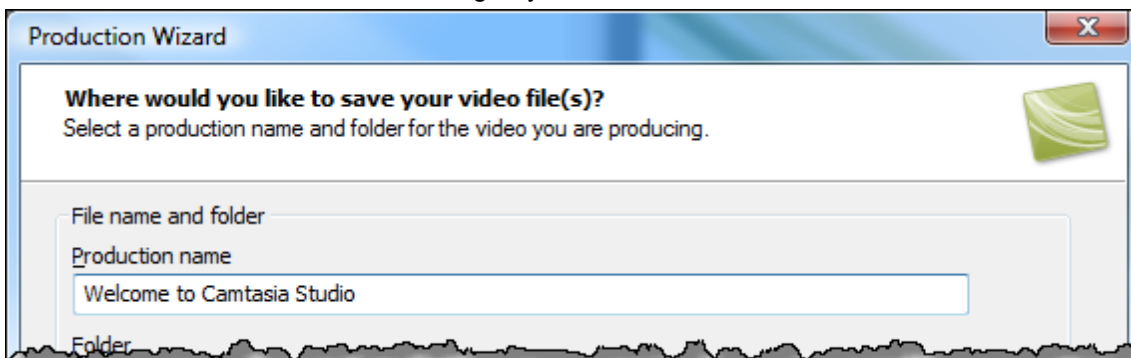 Production Wizard
Where would you like to save your video file(s)?
Select a production name and folder for the video you are producing.
File name and folder
Production name
Welcome to Camtasia Studio
Folder